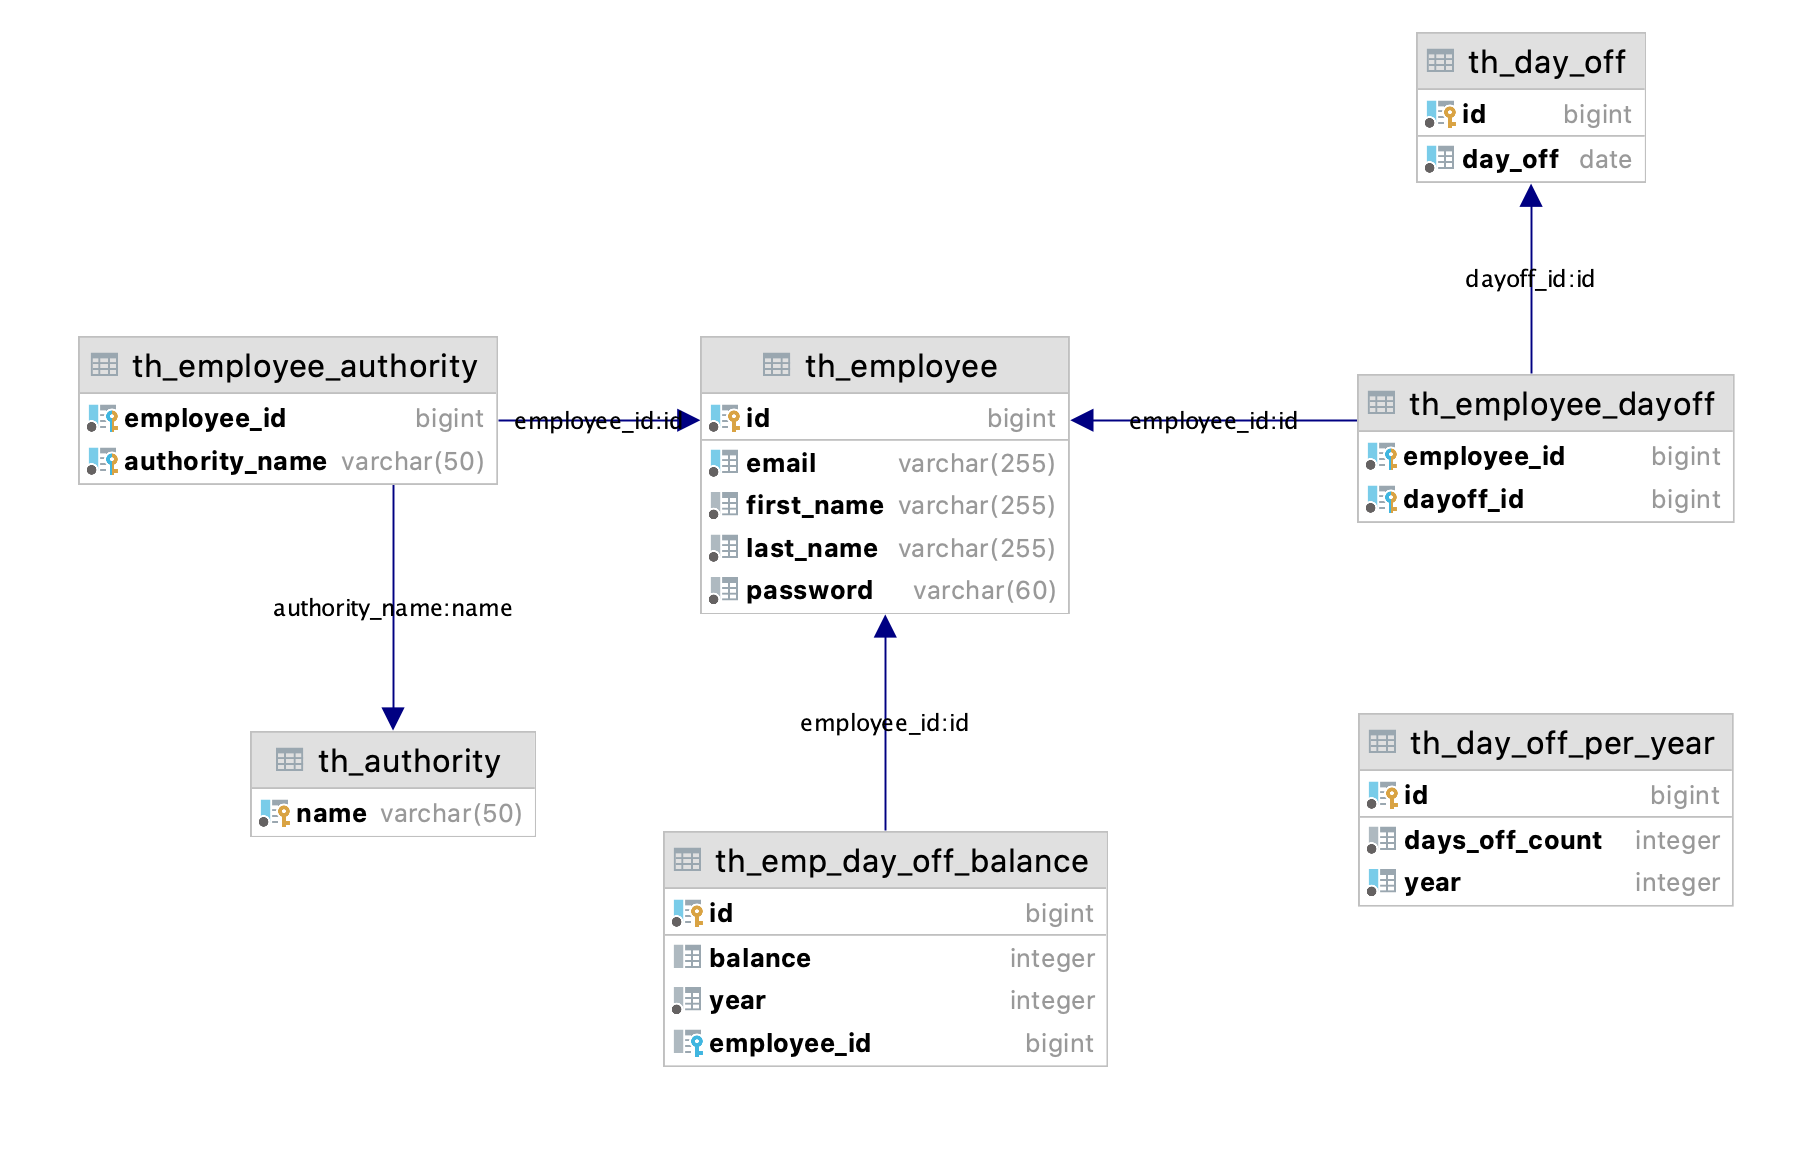 th_day_off
id bigint
day_off date
dayoff_id:id
th_employee_authority
employee_id bigint
authority_name varchar(50)
employee_id:id
th_employee
id bigint
email varchar(255)
first_name varchar(255)
last_name varchar(255)
password varchar(60)
employee_id:id
th_employee_dayoff
employee_id bigint
dayoff_id bigint
authority_name:name
employee_id:id
th_authority
name varchar(50)
th_day_off_per_year
id bigint
days_off_count integer
year integer
th_emp_day_off_balance
id bigint
balance integer
year integer
employee_id bigint